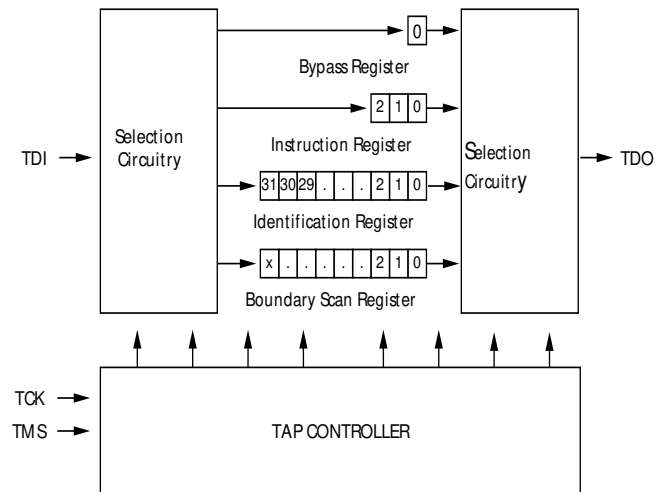 0
Bypass Register
2 1 0
Selection
Circuitry
TDI
Instruction Register
Selection
Circuitry
TDO
31 30 29 . . . 2 1 0
Identification Register
x . . . . . 2 1 0
Boundary Scan Register
TCK
TMS
TAP CONTROLLER